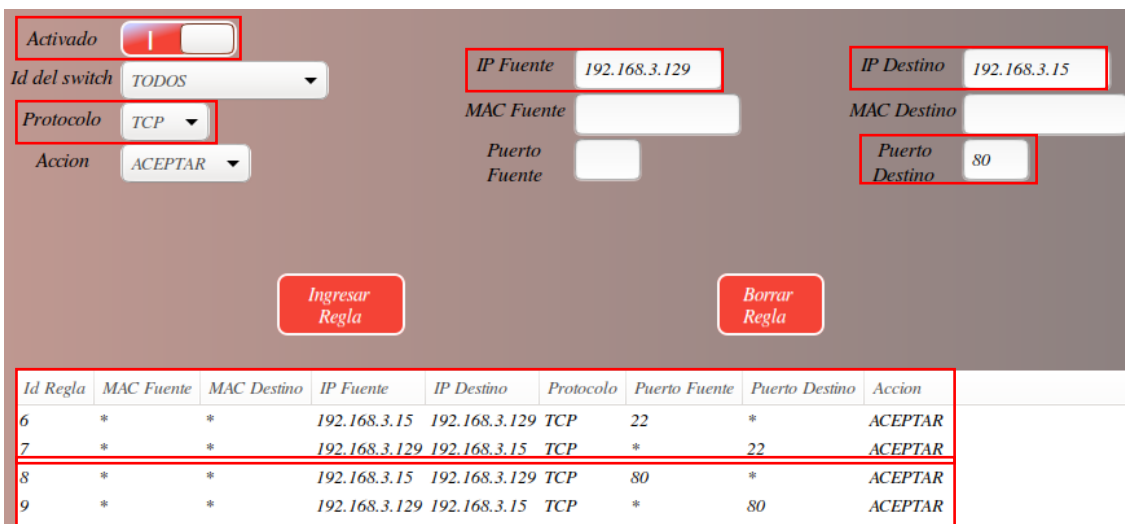 Activado
Id del switch TODOS
Protocolo TCP
Accion ACEPTAR
IP Fuente 192.168.3.129
MAC Fuente
Puerto
Fuente
IP Destino 192.168.3.15
MAC Destino
Puerto
Destino 80
Ingresar
Regla
Borrar
Regla
Id Regla MAC Fuente MAC Destino IP Fuente IP Destino Protocolo Puerto Fuente Puerto Destino Accion
6 * * 192.168.3.15 192.168.3.129 TCP 22 * ACEPTAR
7 * * 192.168.3.129 192.168.3.15 TCP * 22 ACEPTAR
8 * * 192.168.3.15 192.168.3.129 TCP 80 * ACEPTAR
9 * * 192.168.3.129 192.168.3.15 TCP * 80 ACEPTAR